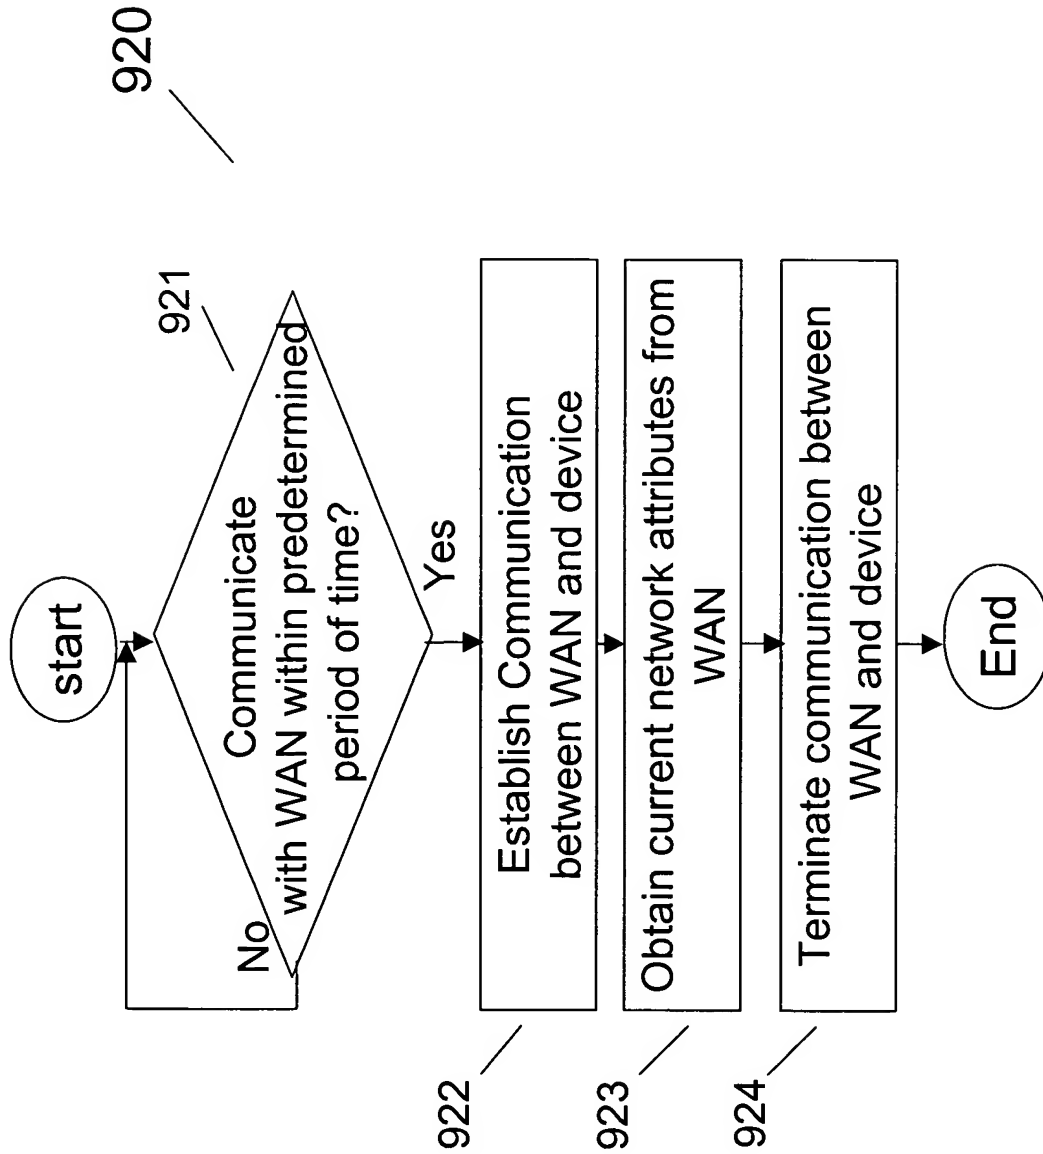 920
start
921
Communicate
with WAN within predetermined
period of time?
No
Yes
922
Establish Communication
between WAN and device
923
Obtain current network attributes from
WAN
924
Terminate communication between
WAN and device
End